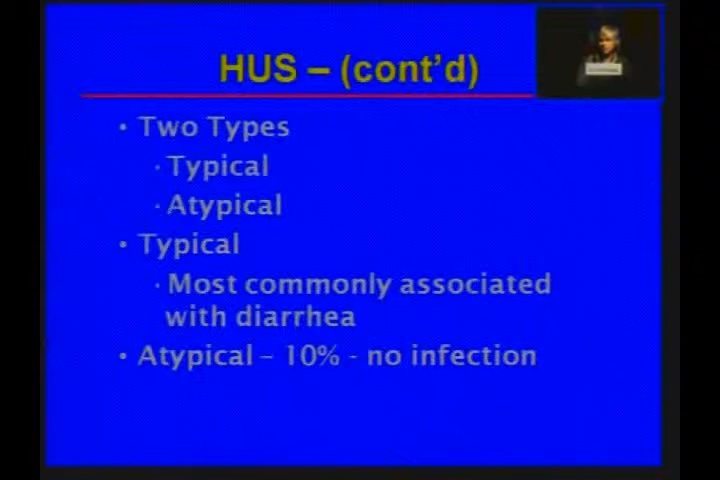 HUS – (cont'd)
• Two Types
· Typical
· Atypical
• Typical
· Most commonly associated
with diarrhea
• Atypical – 10% - no infection